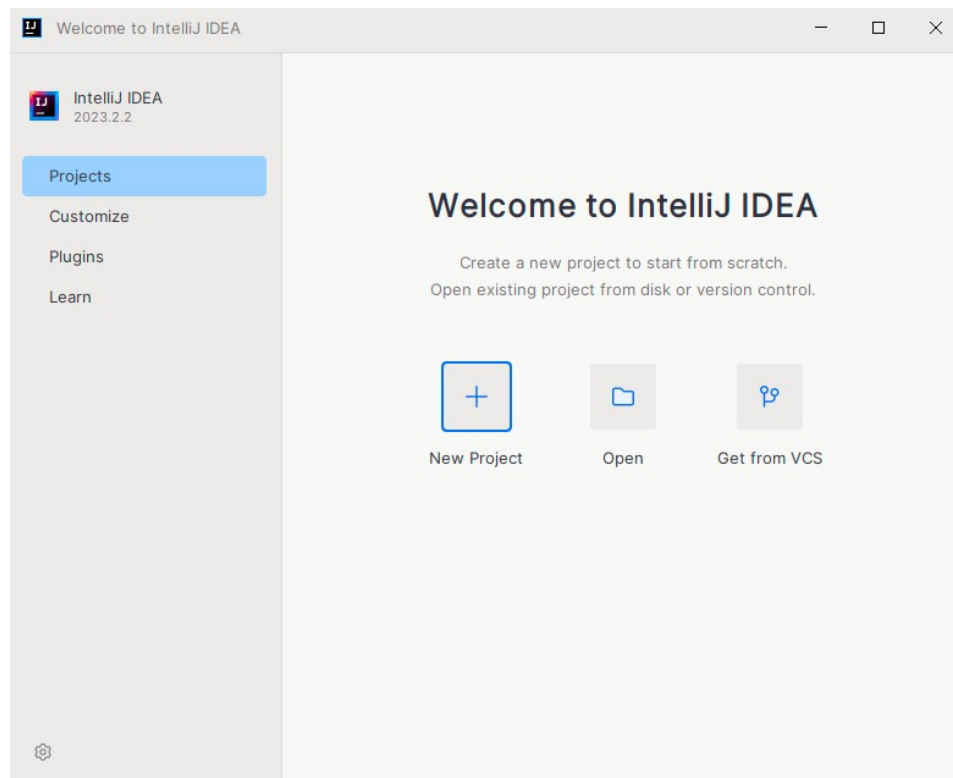 Welcome to IntelliJ IDEA
IntelliJ IDEA
2023.2.2
Projects
Customize
Plugins
Learn
Welcome to IntelliJ IDEA
Create a new project to start from scratch.
Open existing project from disk or version control.
New Project
Open
Get from VCS